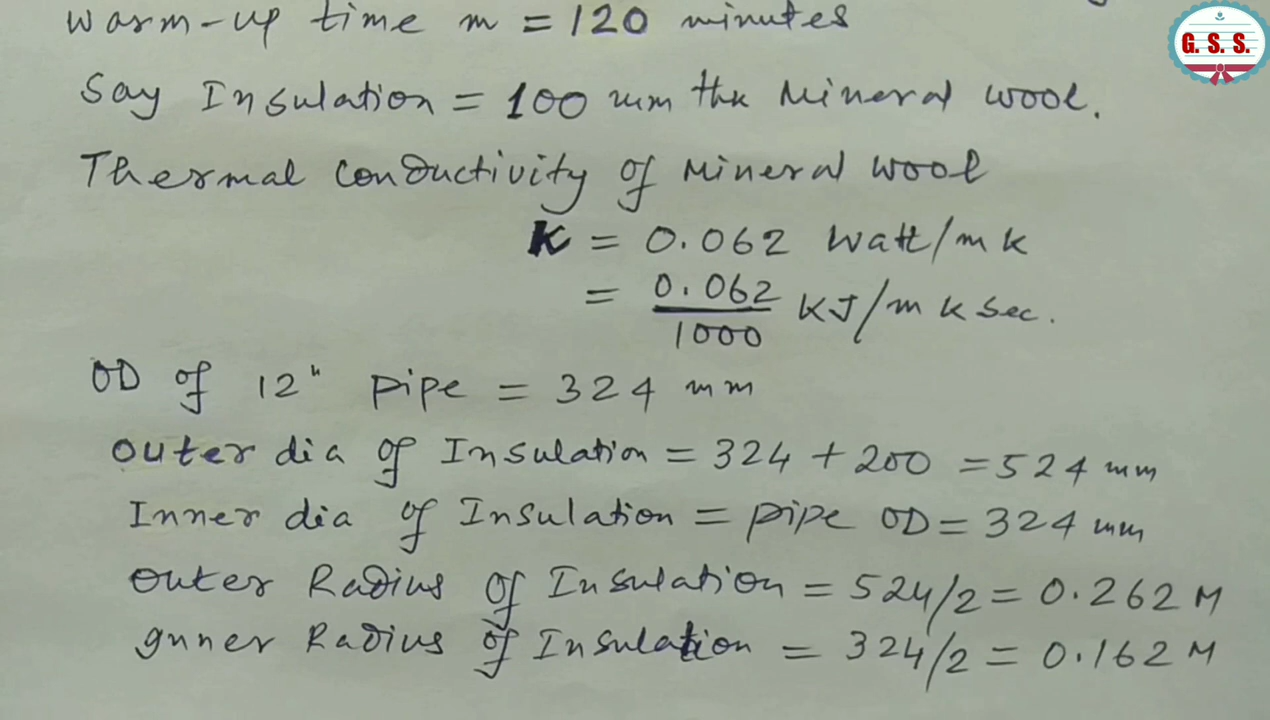 Warm-up time m = 120 minutes
G. S. S.
Say Insulation = 100 mm thk Mineral wool.
Thermal conductivity of Mineral wool
K = 0.062 Watt/m k
= 0.062/1000 KJ/m k sec.
OD of 12" pipe = 324 mm
Outer dia of Insulation = 324 + 200 = 524 mm
Inner dia of Insulation = pipe OD = 324 mm
Outer Radius of Insulation = 524/2 = 0.262 M
Inner Radius of Insulation = 324/2 = 0.162 M